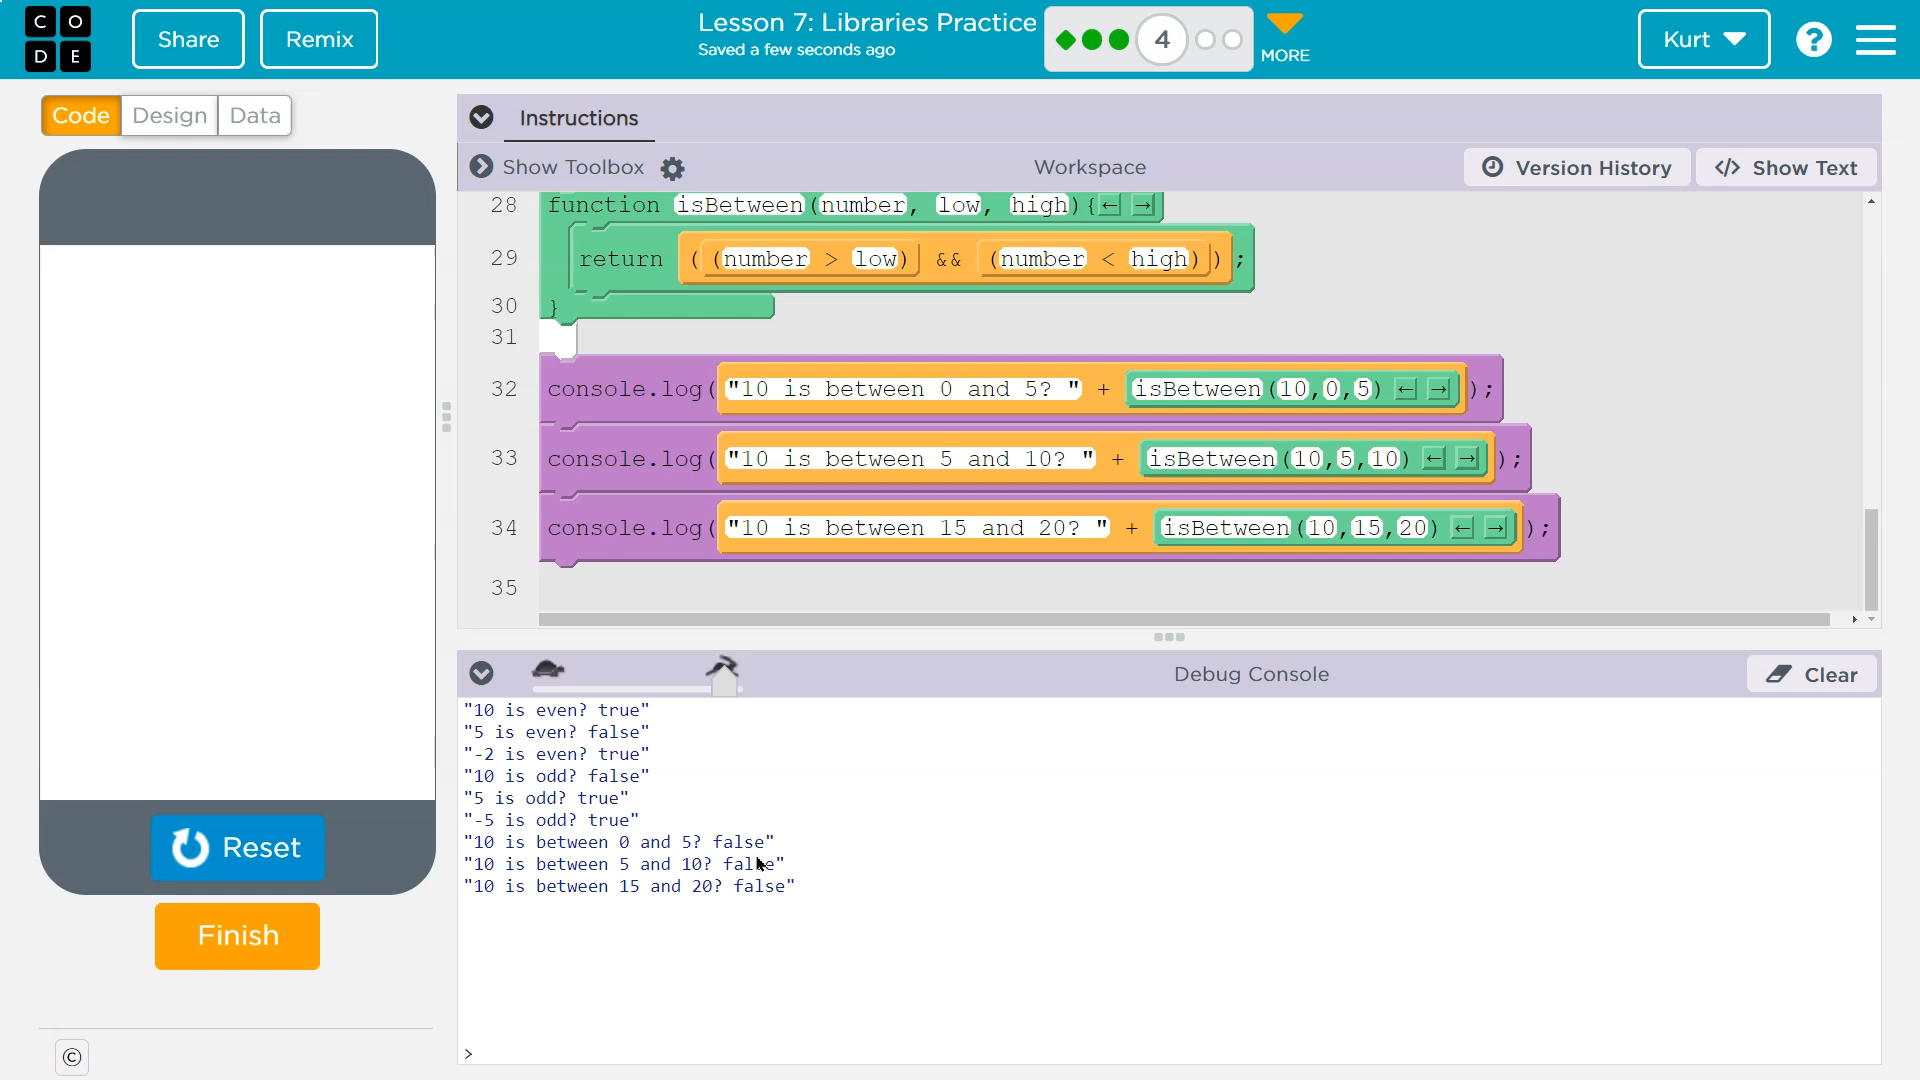 C O
D E
Share
Remix
Lesson 7: Libraries Practice
Saved a few seconds ago
4
MORE
Kurt
?
Code
Design
Data
Instructions
Show Toolbox
Workspace
Version History
</> Show Text
28 function isBetween(number, low, high){← →
29 return ((number > low) && (number < high));
30 }
31
32 console.log("10 is between 0 and 5? " + isBetween(10,0,5) ← → );
33 console.log("10 is between 5 and 10? " + isBetween(10,5,10) ← → );
34 console.log("10 is between 15 and 20? " + isBetween(10,15,20) ← → );
35
Debug Console
Clear
"10 is even? true"
"5 is even? false"
"-2 is even? true"
"10 is odd? false"
"5 is odd? true"
"-5 is odd? true"
"10 is between 0 and 5? false"
"10 is between 5 and 10? false"
"10 is between 15 and 20? false"
>
Reset
Finish
©